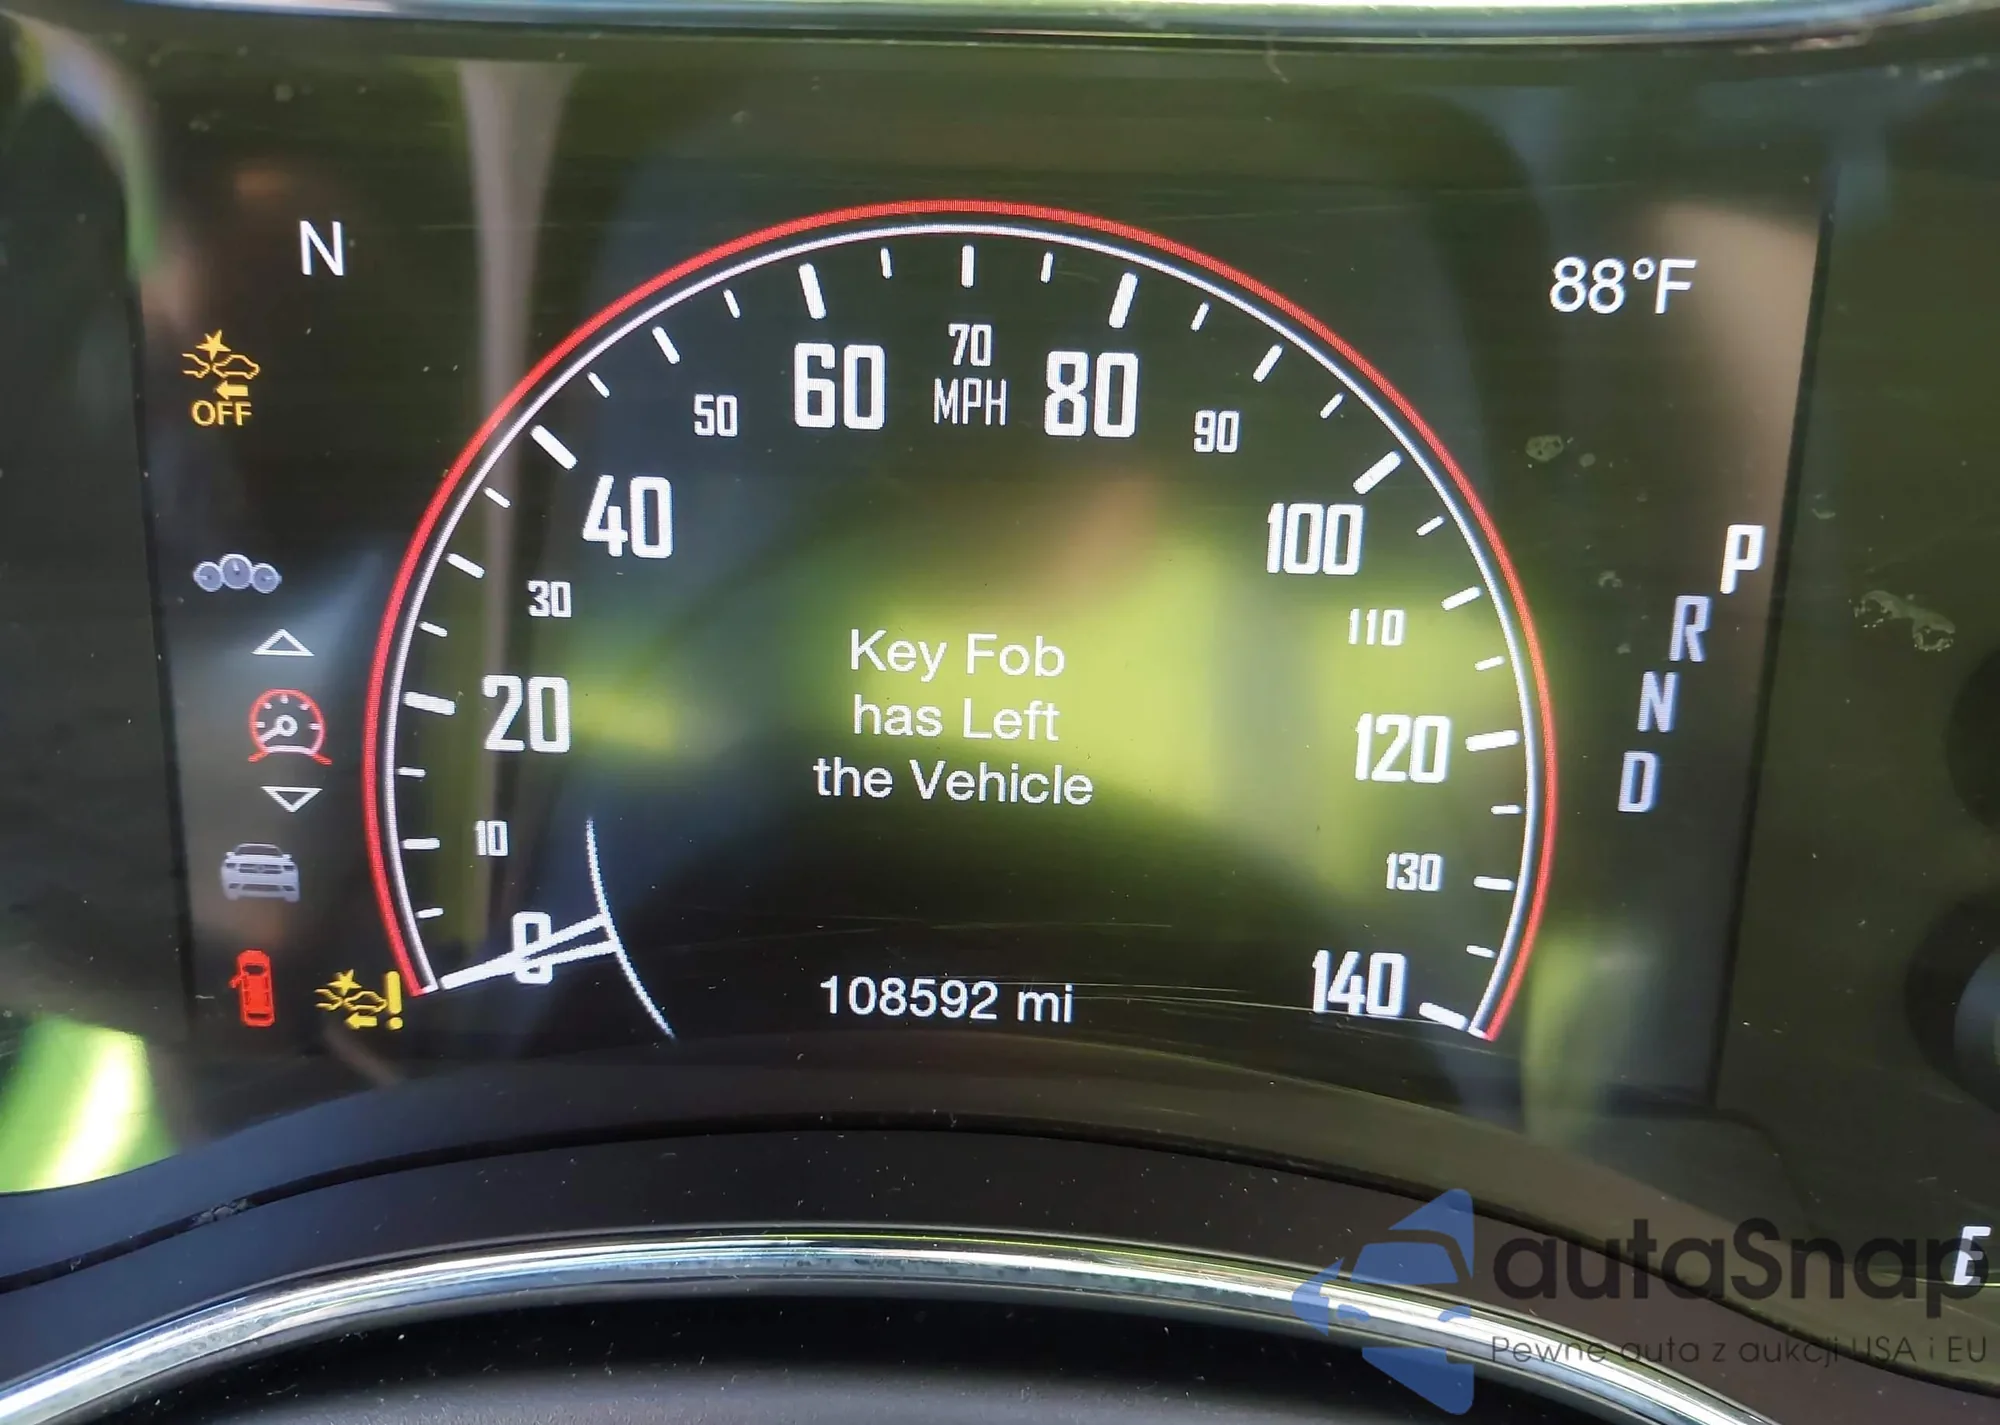 N
88°F
OFF
0
10
20
30
40
50
60
70
MPH
80
90
100
110
120
130
140
P
R
N
D
Key Fob
has Left
the Vehicle
108592 mi
E
autaSnap
Pewne auta z aukcji USA i EU